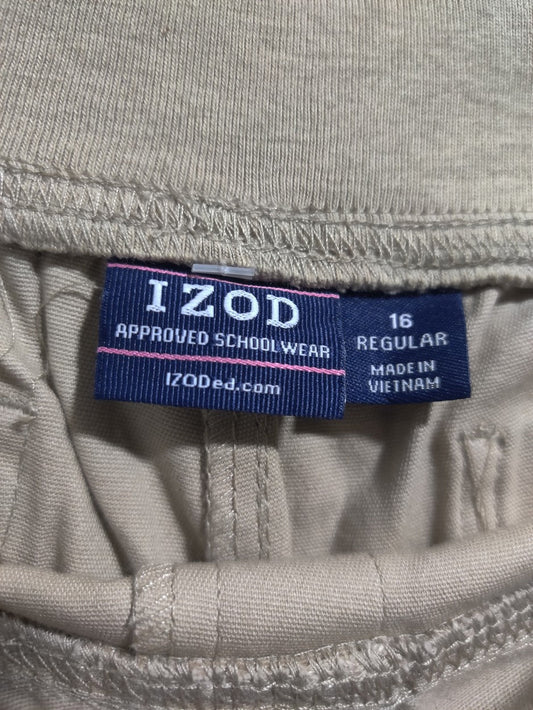 IZOD
APPROVED SCHOOLWEAR
IZODed.com
16
REGULAR
MADE IN
VIETNAM